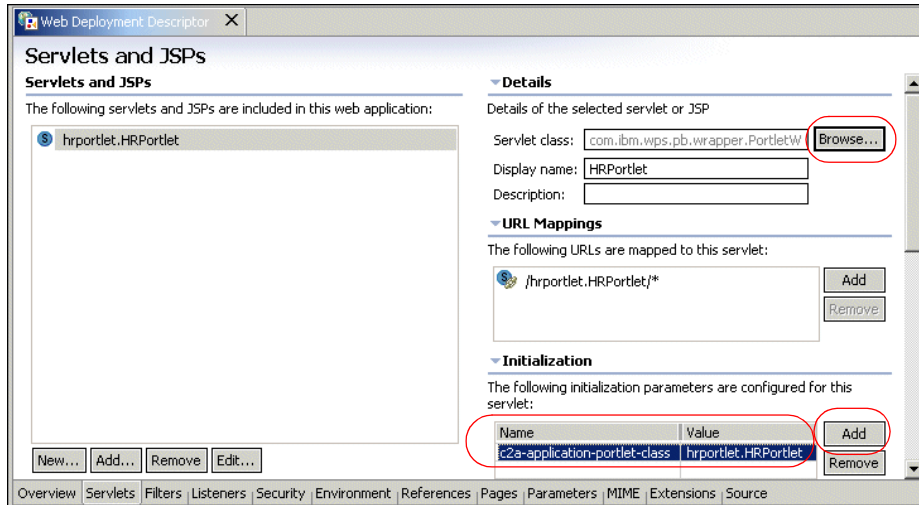 Web Deployment Descriptor X
Servlets and JSPs
Servlets and JSPs
The following servlets and JSPs are included in this web application:
S hrportlet.HRPortlet
New... Add... Remove Edit...
Details
Details of the selected servlet or JSP
Servlet class: com.ibm.wps.pb.wrapper.PortletW Browse...
Display name: HRPortlet
Description:
URL Mappings
The following URLs are mapped to this servlet:
S /hrportlet.HRPortlet/* Add
Remove
Initialization
The following initialization parameters are configured for this
servlet:
Name Value Add
c2a-application-portlet-class hrportlet.HRPortlet Remove
Overview Servlets Filters Listeners Security Environment References Pages Parameters MIME Extensions Source